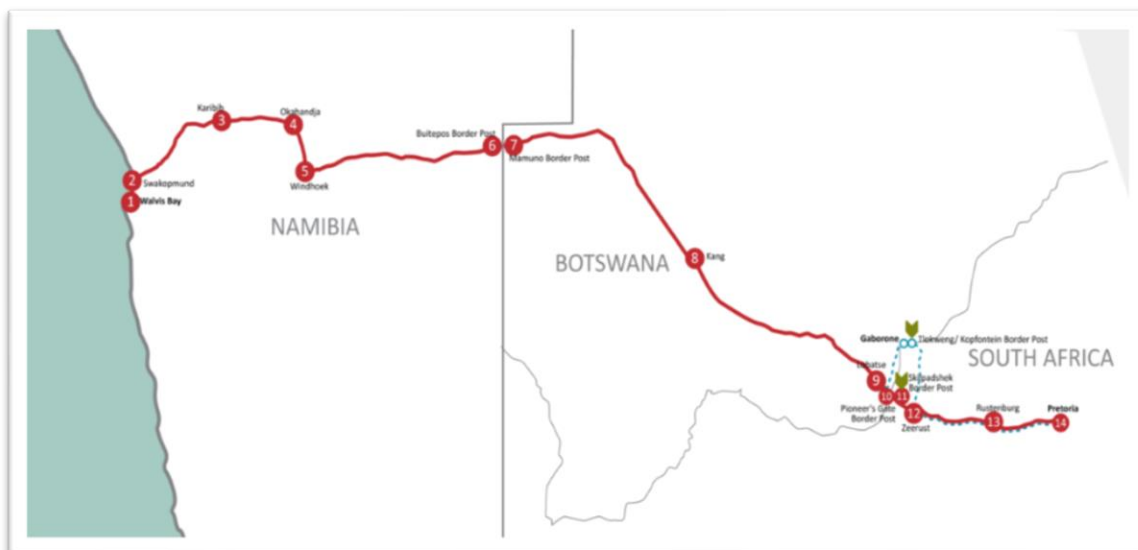 Karibib
3
Okahandja
4
Buitepos Border Post
6
7
Mamuno Border Post
2
Swakopmund
5
Windhoek
1
Walvis Bay
NAMIBIA
BOTSWANA
8
Kang
Gaborone
Kopfontein Border Post
SOUTH AFRICA
Lobatse
9
Skilpadshek
Border Post
10
11
Pioneer's Gate
Border Post
12
Zeerust
Rustenburg
13
Pretoria
14